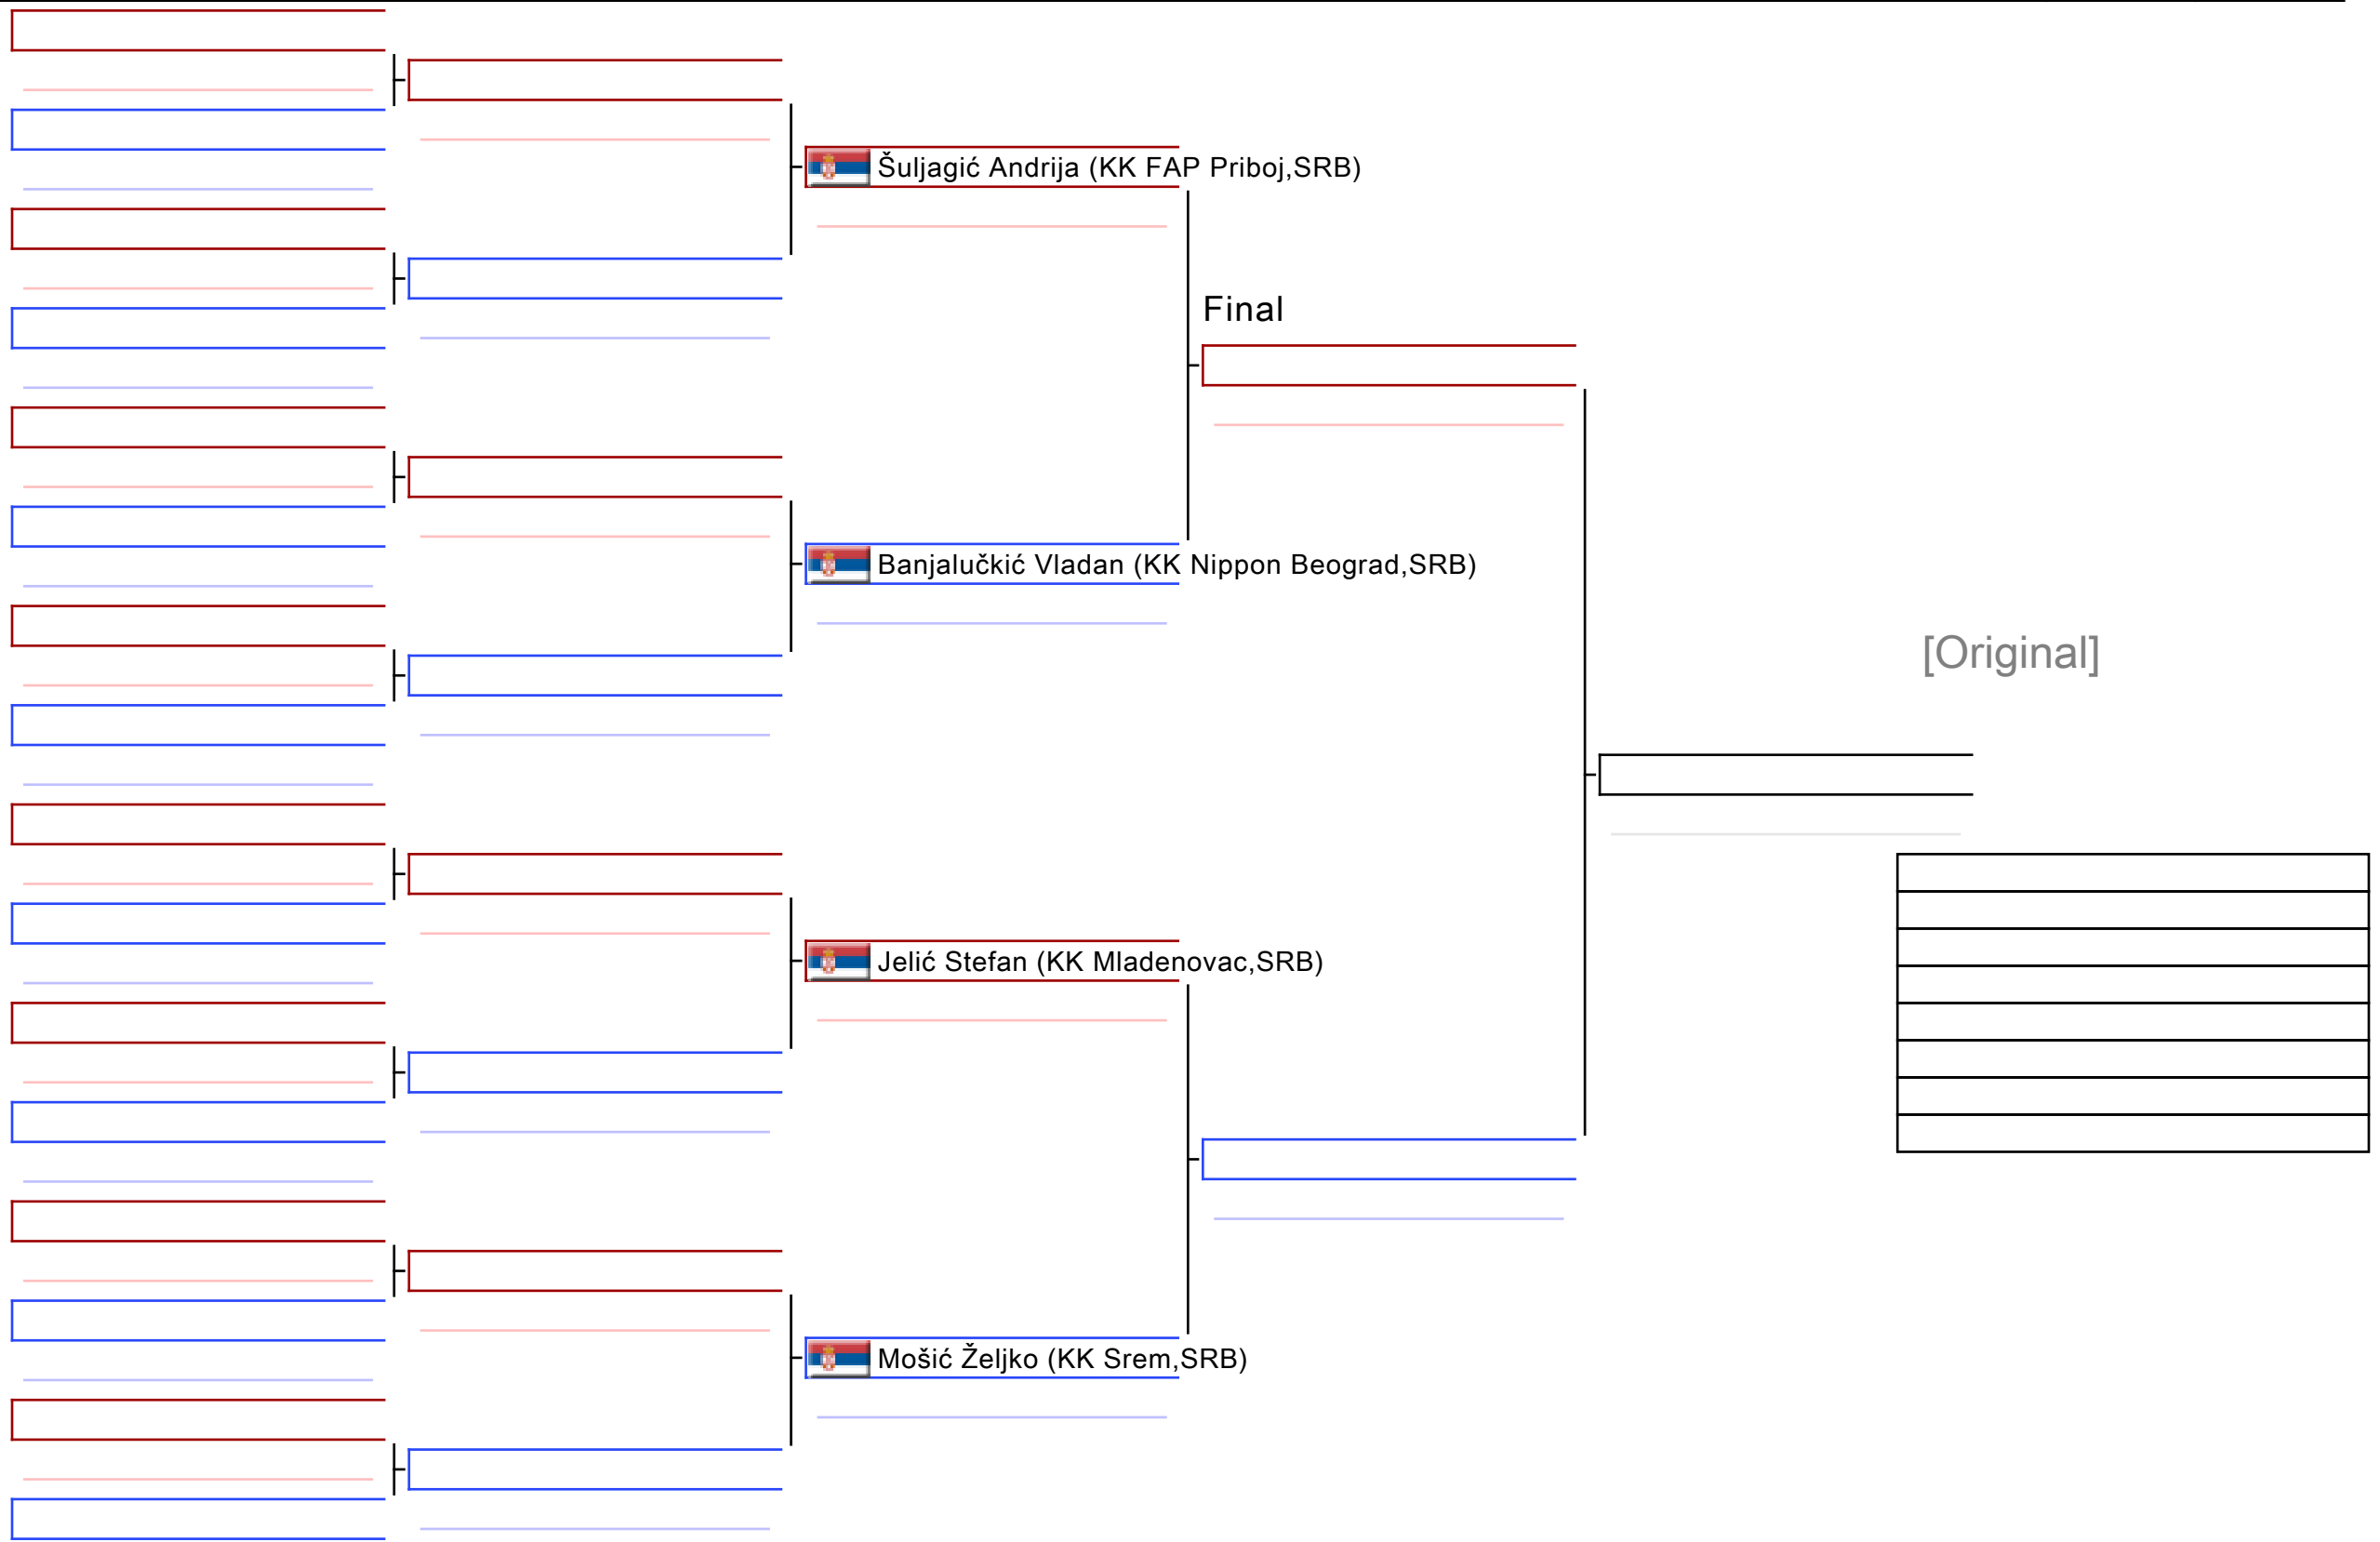 Šuljagić Andrija (KK FAP Priboj,SRB)
Final
Banjalučkić Vladan (KK Nippon Beograd,SRB)
[Original]
Jelić Stefan (KK Mladenovac,SRB)
Mošić Željko (KK Srem,SRB)